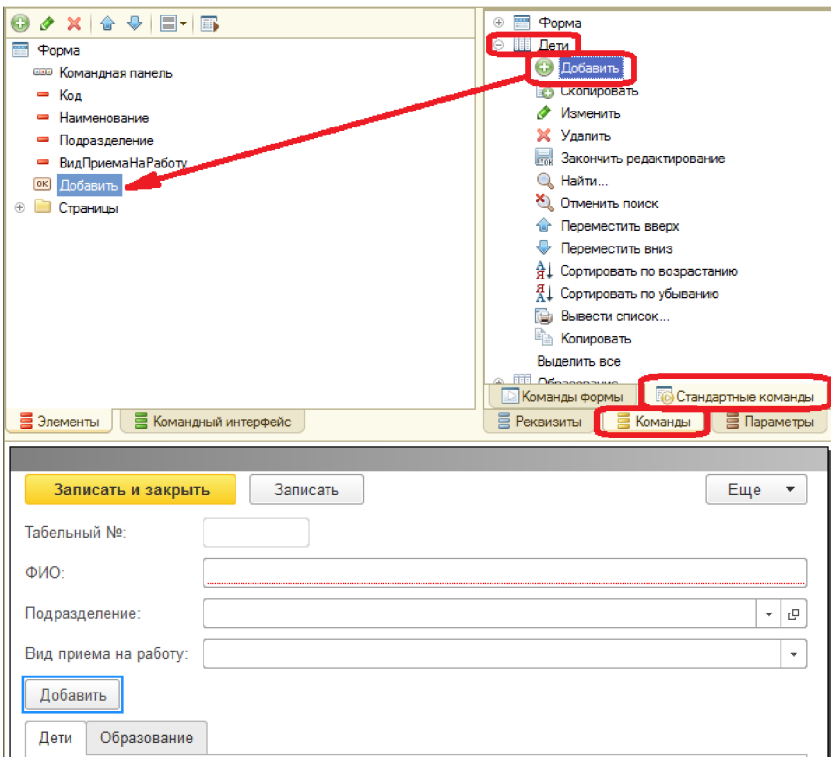 Форма
Командная панель
Код
Наименование
Подразделение
ВидПриемаНаРаботу
OK Добавить
Страницы
Элементы
Командный интерфейс
Форма
Дети
Добавить
Скопировать
Изменить
Удалить
Закончить редактирование
Найти...
Отменить поиск
Переместить вверх
Переместить вниз
Сортировать по возрастанию
Сортировать по убыванию
Вывести список...
Копировать
Выделить все
Образование
Команды формы
Стандартные команды
Реквизиты
Команды
Параметры
Записать и закрыть
Записать
Еще
Табельный №:
ФИО:
Подразделение:
Вид приема на работу:
Добавить
Дети
Образование